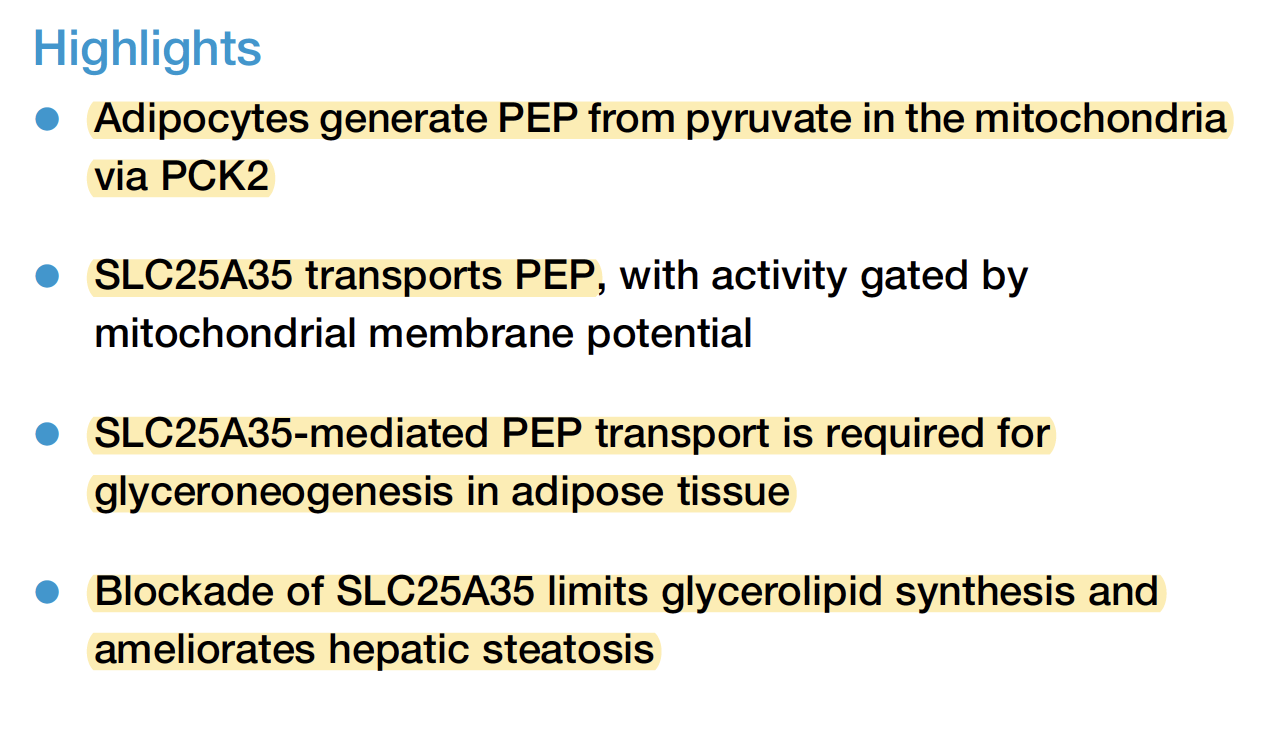 Highlights
● Adipocytes generate PEP from pyruvate in the mitochondria
via PCK2
● SLC25A35 transports PEP, with activity gated by
mitochondrial membrane potential
● SLC25A35-mediated PEP transport is required for
glyceroneogenesis in adipose tissue
● Blockade of SLC25A35 limits glycerolipid synthesis and
ameliorates hepatic steatosis